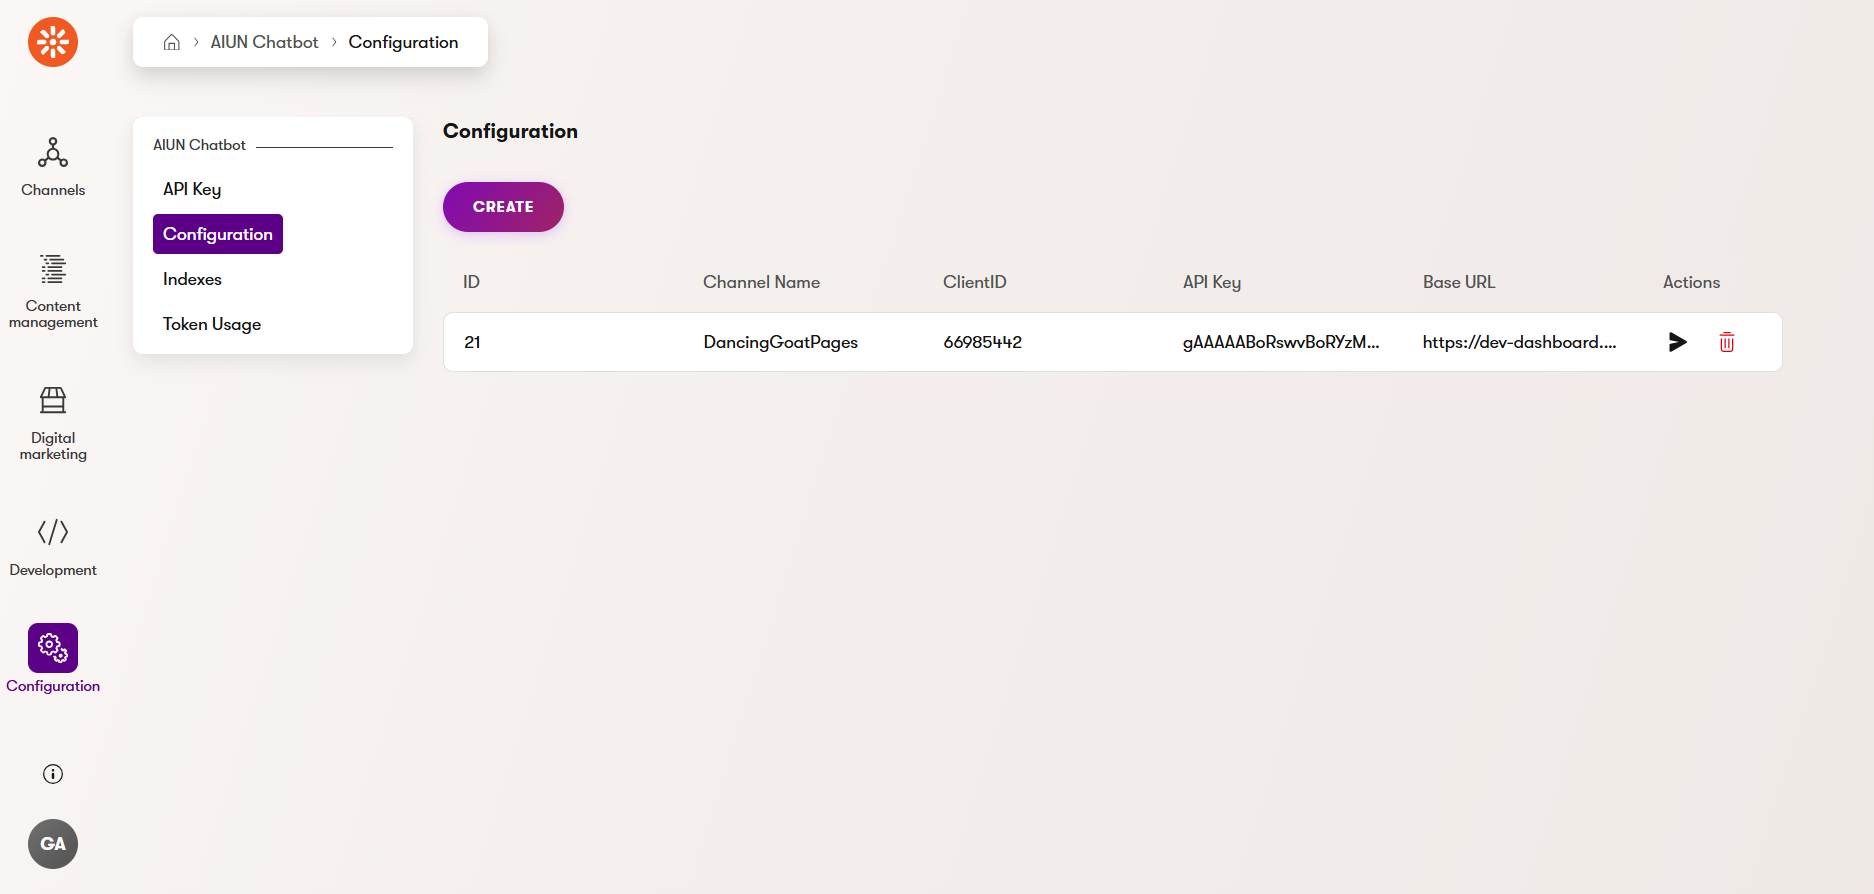 AIUN Chatbot
Configuration
Channels
Content
management
Digital
marketing
Development
Configuration
GA
AIUN Chatbot
API Key
Configuration
Indexes
Token Usage
Configuration
CREATE
ID Channel Name ClientID API Key Base URL Actions
21 DancingGoatPages 66985442 gAAAAABoRswvBoRYzM... https://dev-dashboard....